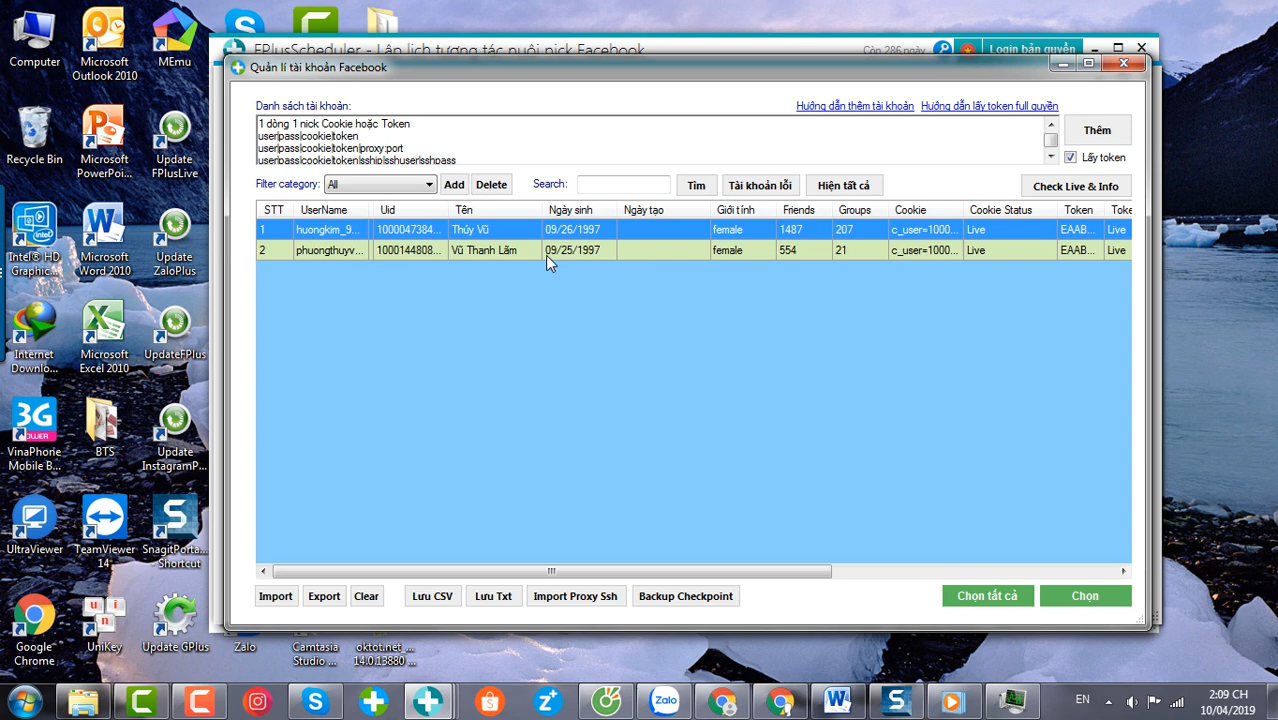 Computer
Microsoft
Outlook 2010
MEmu
Recycle Bin
Microsoft
PowerPoi...
Update
FPlusLive
Intel® HD
Graphic...
Microsoft
Word 2010
Update
ZaloPlus
Internet
Downlo...
Microsoft
Excel 2010
UpdateFPlus
3G
POWER
VinaPhone
Mobile B...
BTS
Update
InstagramP...
UltraViewer
TeamViewer
14
SnagitPorta...
Shortcut
Google
Chrome
u i
n
UniKey
Update GPlus
Zalo
Camtasia
Studio ...
oktot.net_...
14.0.13880 ...
FPlusScheduler - Lập lịch tương tác nuôi nick Facebook
Còn 286 ngày
Login bản quyền
Quản lí tài khoản Facebook
Danh sách tài khoản:
Hướng dẫn thêm tài khoản
Hướng dẫn lấy token full quyền
1 dòng 1 nick Cookie hoặc Token
user|pass|cookie|token
user|pass|cookie|token|proxy:port
user|pass|cookie|token|sship|sshuser|sshpass
Thêm
Lấy token
Filter category:
All
Add
Delete
Search:
Tìm
Tài khoản lỗi
Hiện tất cả
Check Live & Info
STT UserName Uid Tên Ngày sinh Ngày tạo Giới tính Friends Groups Cookie Cookie Status Token Toke
1 huongkim_9... 1000047384... Thúy Vũ 09/26/1997 female 1487 207 c_user=1000... Live EAAB... Live
2 phuongthuyv... 1000144808... Vũ Thanh Lãm 09/25/1997 female 554 21 c_user=1000... Live EAAB... Live
Import
Export
Clear
Lưu CSV
Lưu Txt
Import Proxy Ssh
Backup Checkpoint
Chọn tất cả
Chọn
Zalo
EN
2:09 CH
10/04/2019